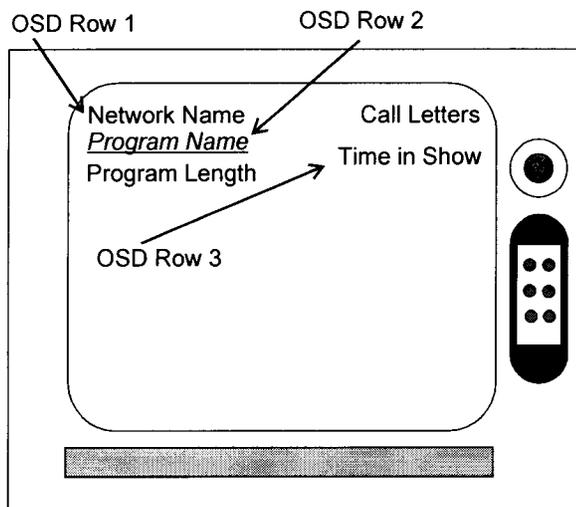 OSD Row 1
OSD Row 2
Network Name
Call Letters
Program Name
Time in Show
Program Length
OSD Row 3